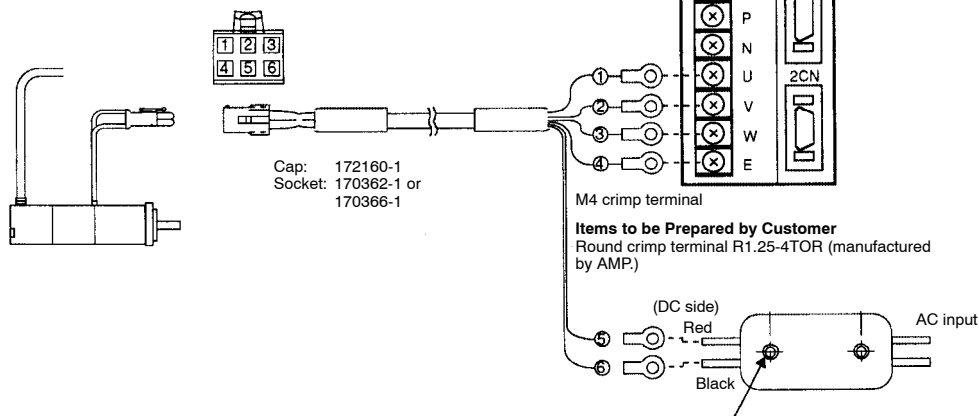 P
N
U
2CN
V
W
E
1 2 3
4 5 6
1
2
3
4
Cap: 172160-1
Socket: 170362-1 or
170366-1
M4 crimp terminal
Items to be Prepared by Customer
Round crimp terminal R1.25-4TOR (manufactured
by AMP.)
(DC side)
Red
AC input
5
6
Black